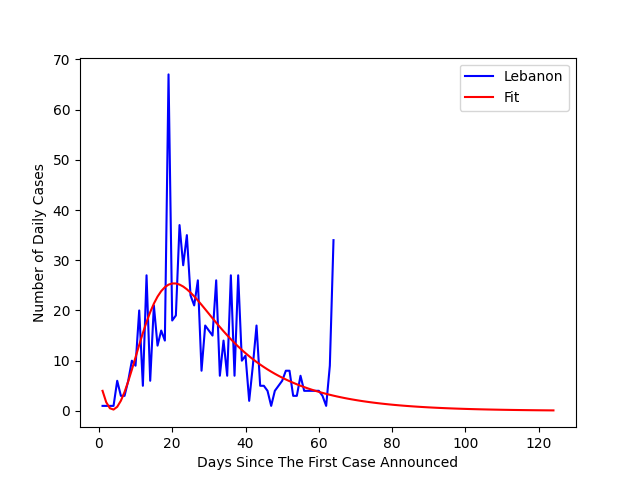 70
60
50
40
30
20
10
0
Number of Daily Cases
Lebanon
Fit
0 20 40 60 80 100 120
Days Since The First Case Announced